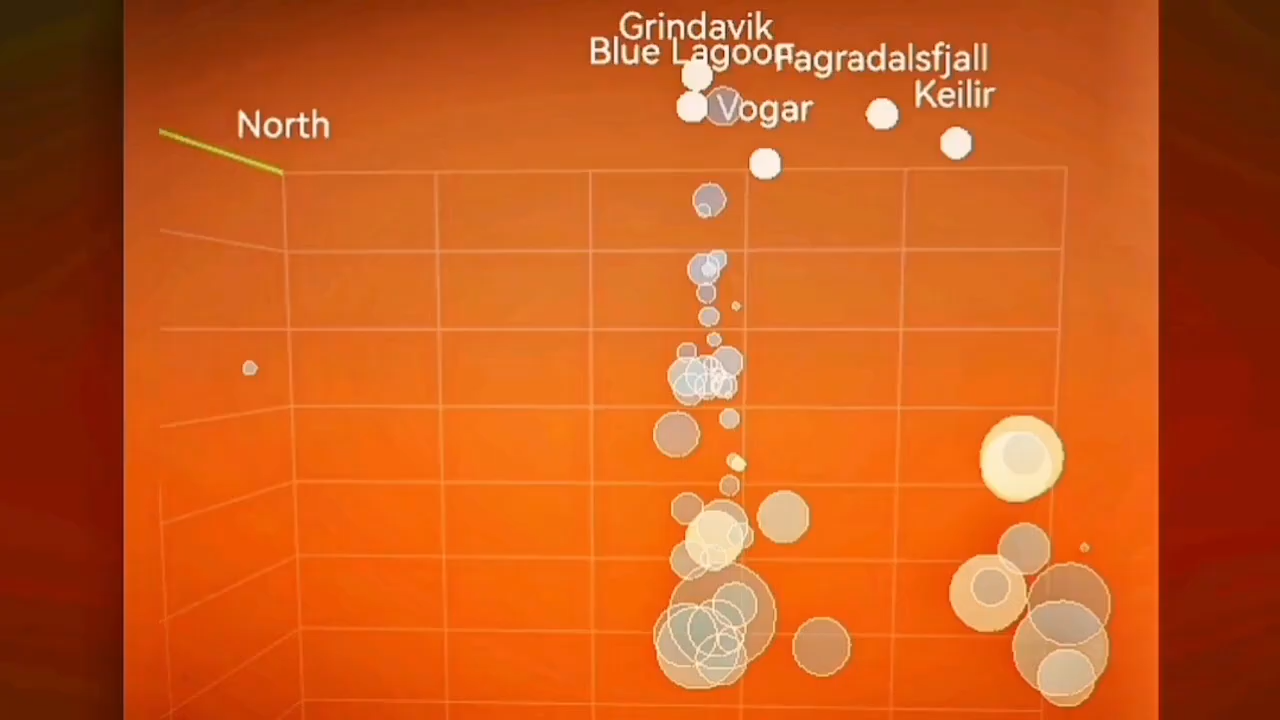 Grindavik
Blue Lagoon
Fagradalsfjall
Keilir
Vogar
North